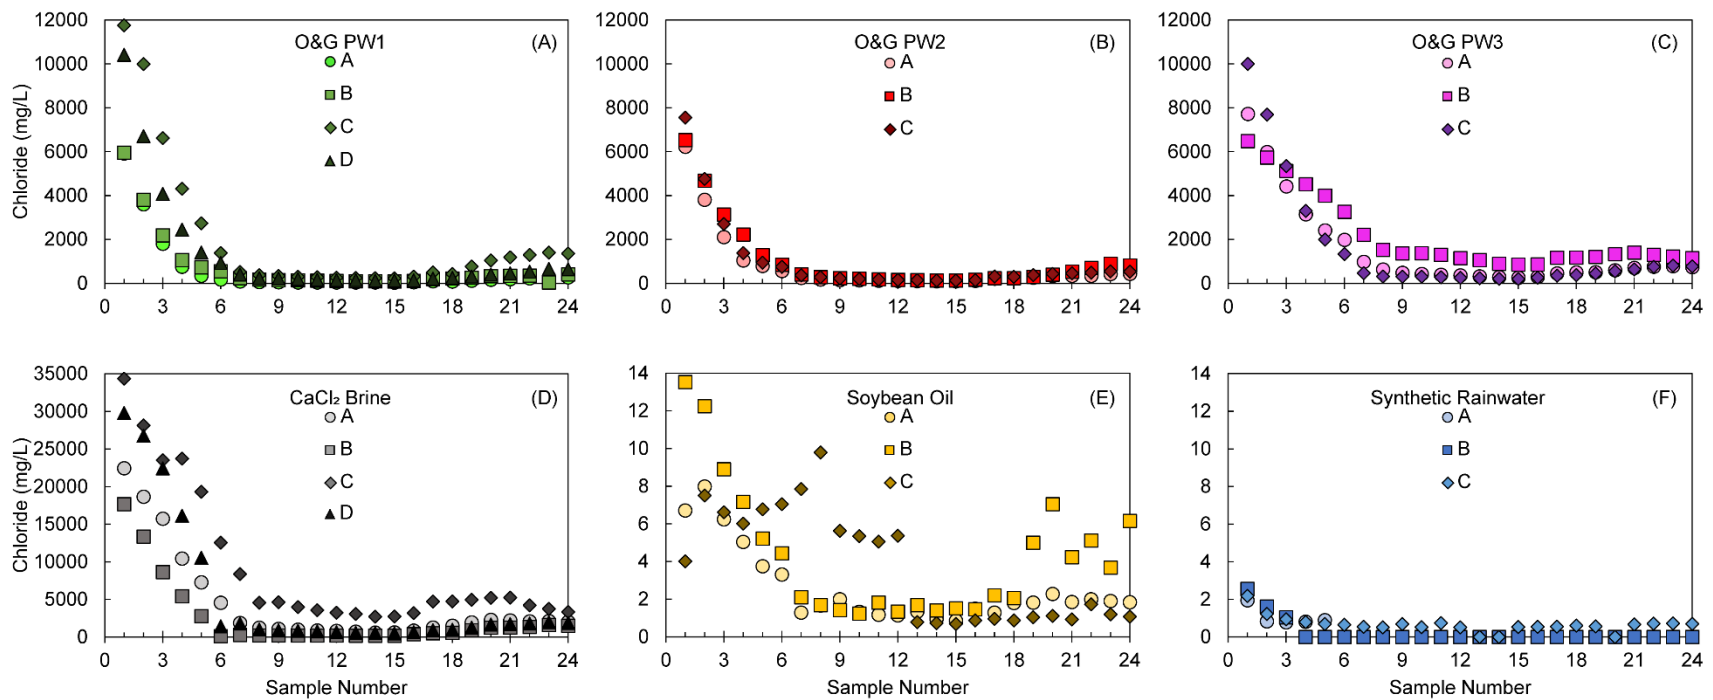 O&G PW1
(A)
A
B
C
D
12000
10000
8000
6000
4000
2000
0
0 3 6 9 12 15 18 21 24
Chloride (mg/L)
O&G PW2
(B)
A
B
C
12000
10000
8000
6000
4000
2000
0
0 3 6 9 12 15 18 21 24
O&G PW3
(C)
A
B
C
12000
10000
8000
6000
4000
2000
0
0 3 6 9 12 15 18 21 24
CaCl₂ Brine
(D)
A
B
C
D
35000
30000
25000
20000
15000
10000
5000
0
0 3 6 9 12 15 18 21 24
Chloride (mg/L)
Sample Number
Soybean Oil
(E)
A
B
C
14
12
10
8
6
4
2
0
0 3 6 9 12 15 18 21 24
Sample Number
Synthetic Rainwater
(F)
A
B
C
14
12
10
8
6
4
2
0
0 3 6 9 12 15 18 21 24
Sample Number